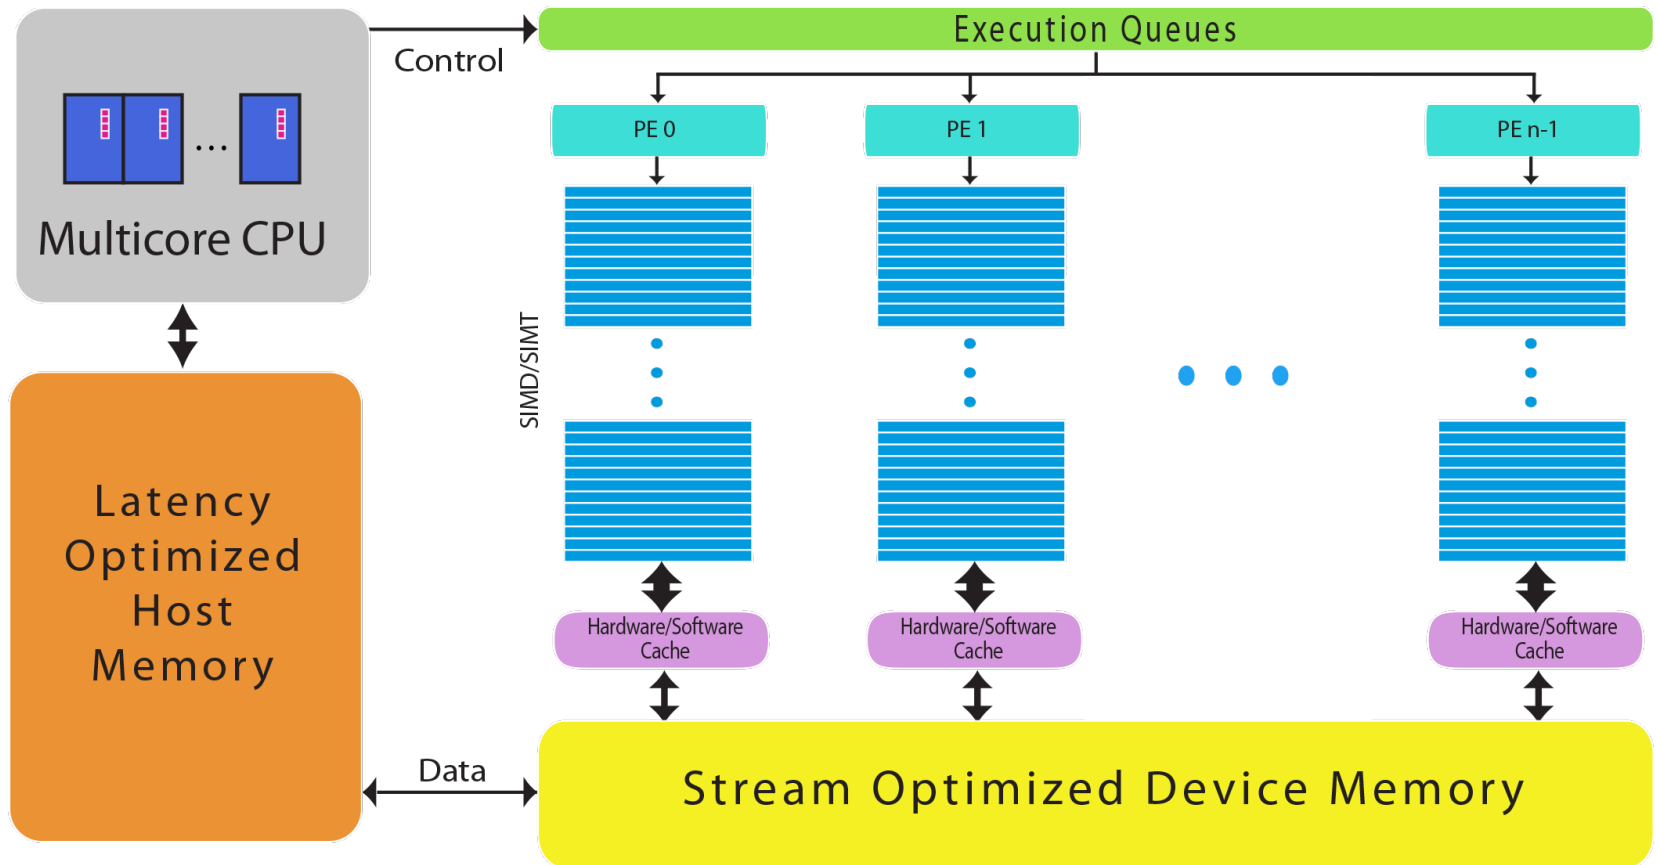 Execution Queues
Control
PE 0
PE 1
PE n-1
...
Multicore CPU
SIMD/SIMT
Latency
Optimized
Host
Memory
Hardware/Software
Cache
Hardware/Software
Cache
Hardware/Software
Cache
Data
Stream Optimized Device Memory